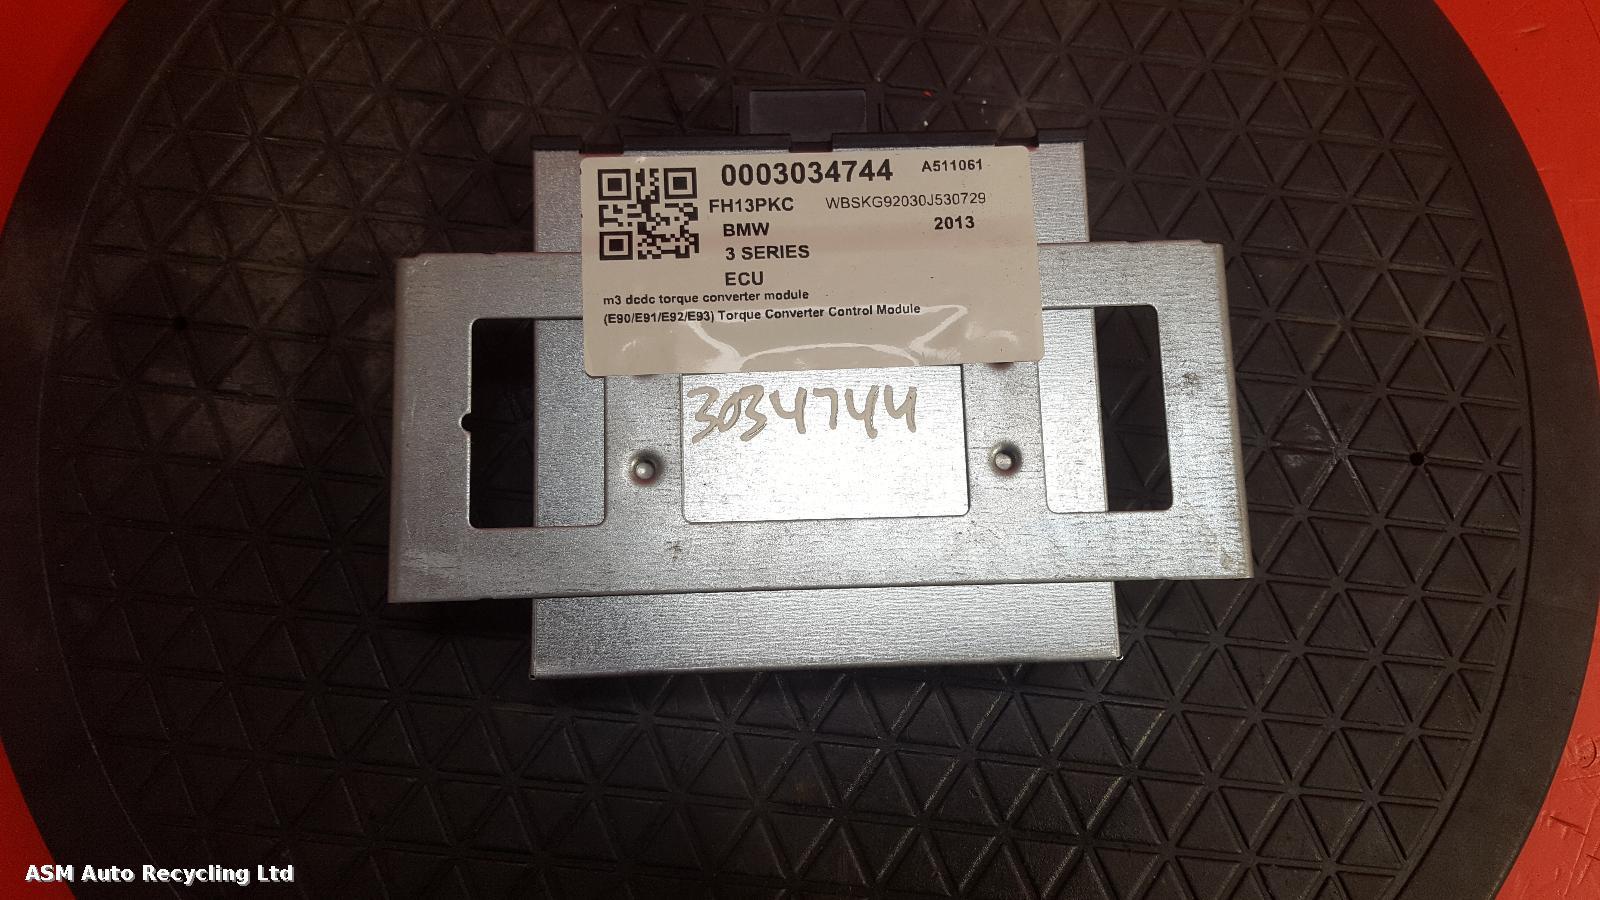 0003034744 A511061
FH13PKC WBSKG92030J530729
BMW 2013
3 SERIES
ECU
m3 dcdc torque converter module
(E90/E91/E92/E93) Torque Converter Control Module
3034744
ASM Auto Recycling Ltd